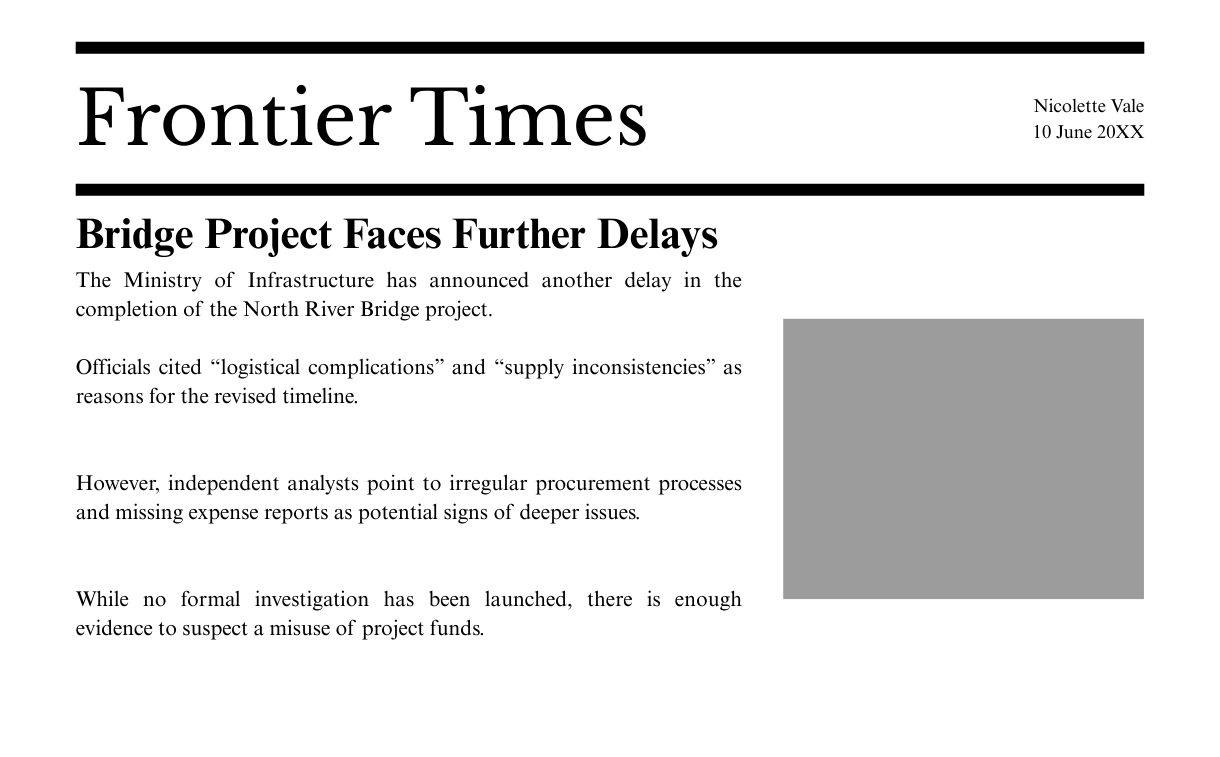 Frontier Times
Nicolette Vale
10 June 20XX
Bridge Project Faces Further Delays
The Ministry of Infrastructure has announced another delay in the
completion of the North River Bridge project.
Officials cited “logistical complications” and “supply inconsistencies” as
reasons for the revised timeline.
However, independent analysts point to irregular procurement processes
and missing expense reports as potential signs of deeper issues.
While no formal investigation has been launched, there is enough
evidence to suspect a misuse of project funds.